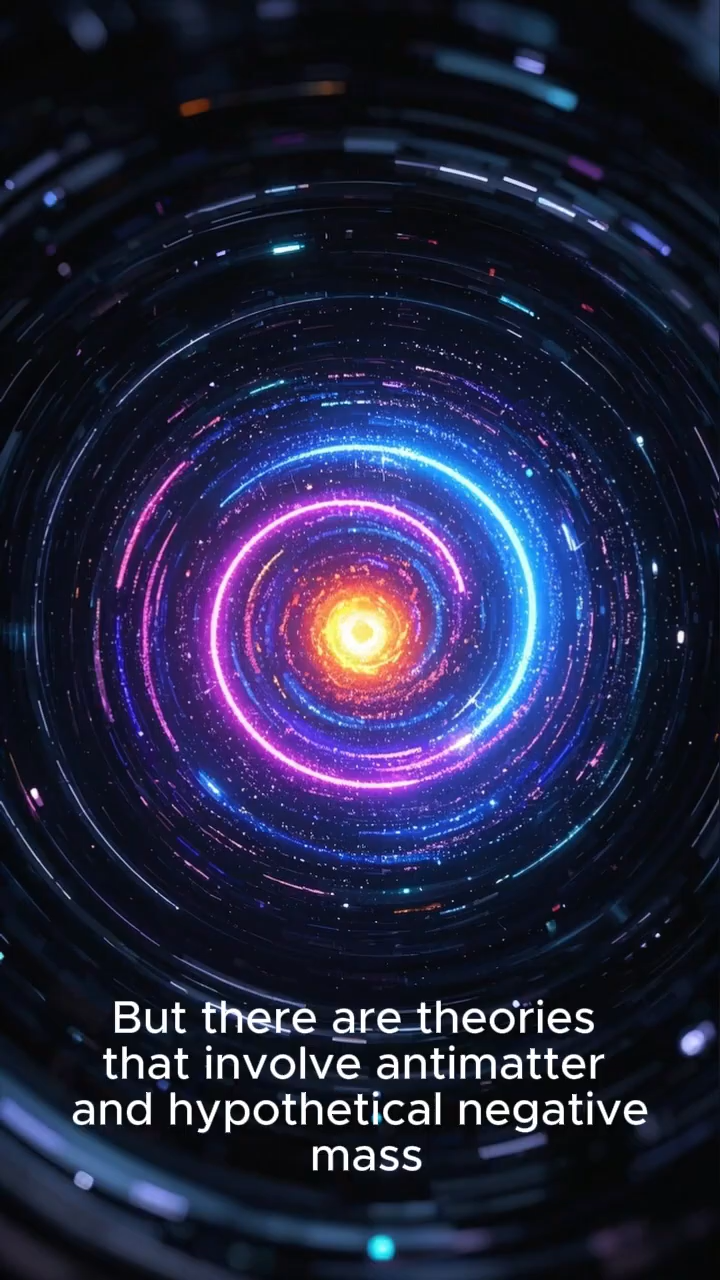 But there are theories
that involve antimatter
and hypothetical negative
mass